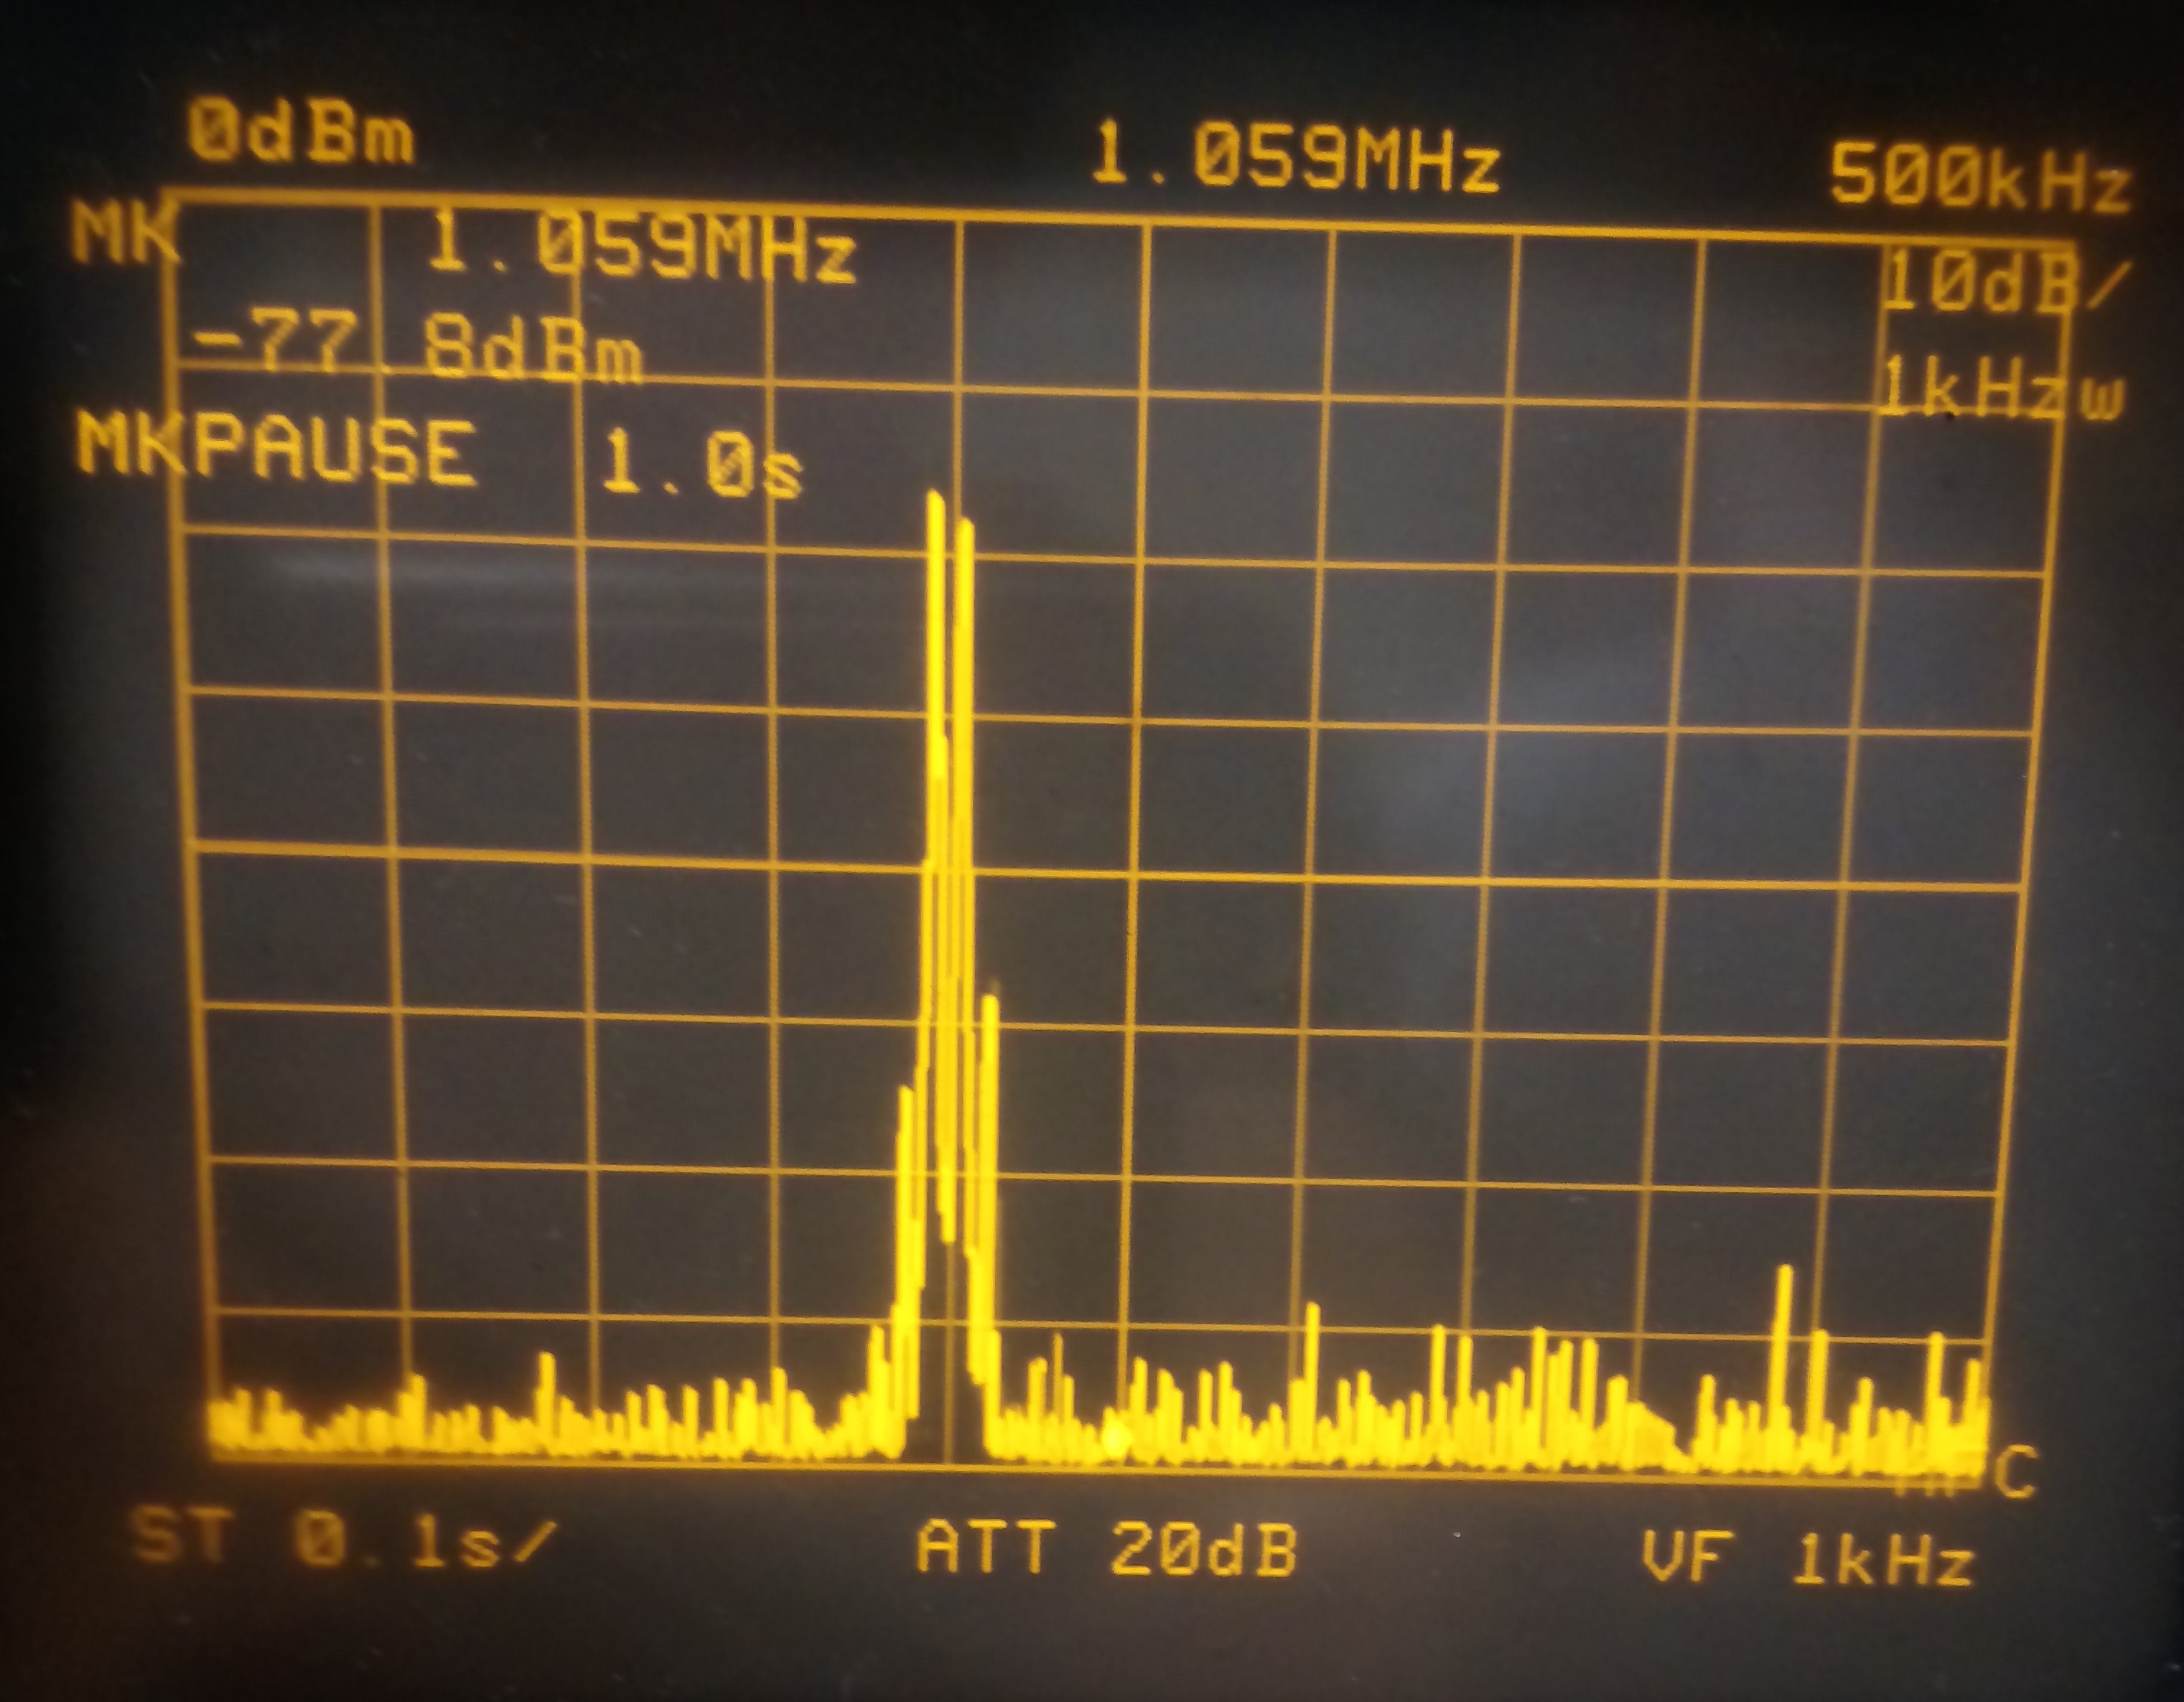 0dBm 1.059MHz 500kHz
MK 1.059MHz 10dB/
-77.8dBm 1kHzw
MKPAUSE 1.0s
C
ST 0.1s/ ATT 20dB VF 1kHz